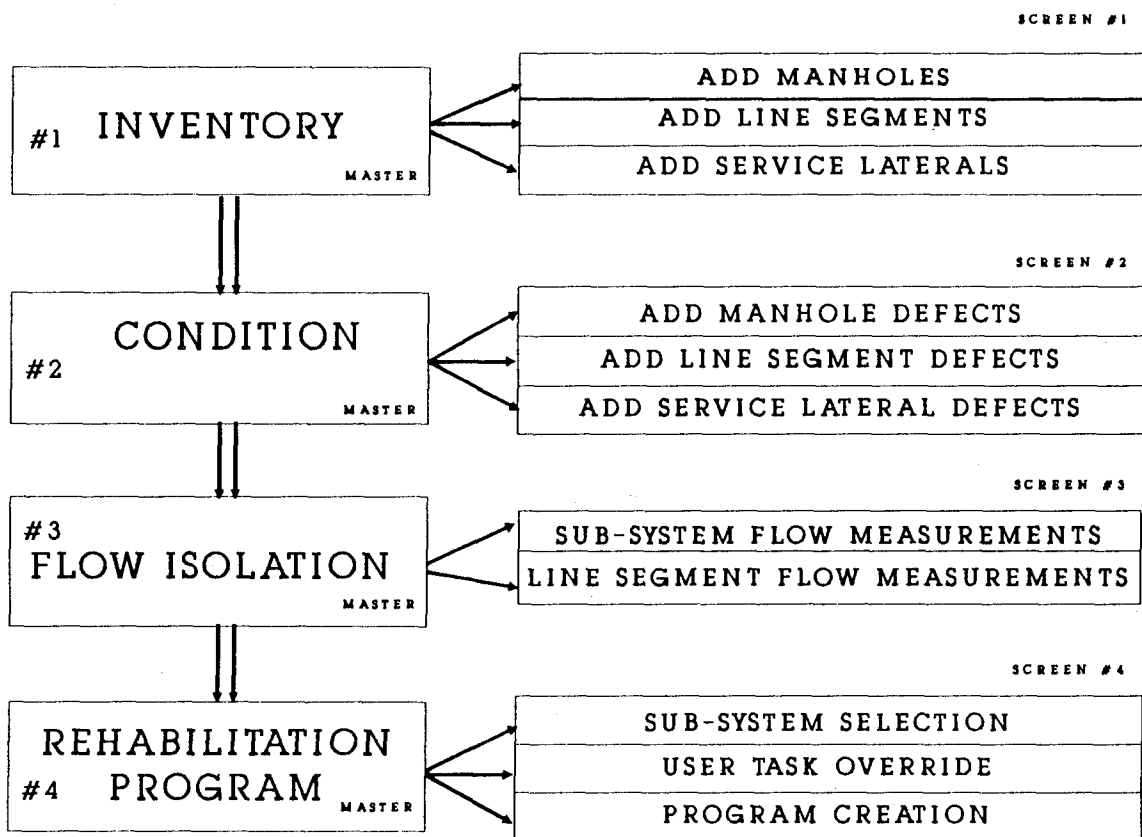 SCREEN #1
ADD MANHOLES
#1 INVENTORY
ADD LINE SEGMENTS
ADD SERVICE LATERALS
MASTER
SCREEN #2
CONDITION
#2
ADD MANHOLE DEFECTS
ADD LINE SEGMENT DEFECTS
ADD SERVICE LATERAL DEFECTS
MASTER
SCREEN #3
#3
FLOW ISOLATION
SUB-SYSTEM FLOW MEASUREMENTS
LINE SEGMENT FLOW MEASUREMENTS
MASTER
SCREEN #4
REHABILITATION
#4 PROGRAM
MASTER
SUB-SYSTEM SELECTION
USER TASK OVERRIDE
PROGRAM CREATION